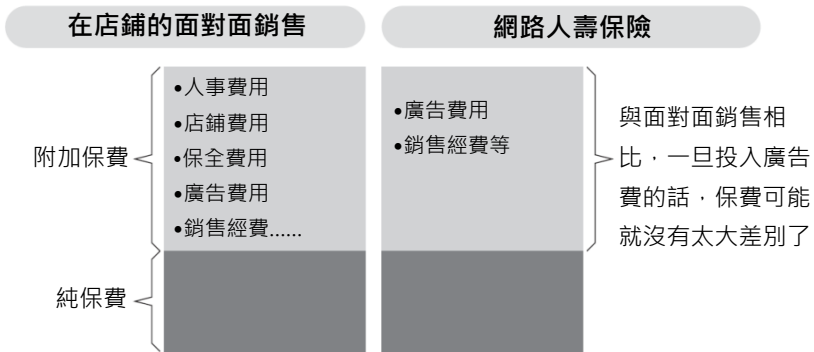 在店鋪的面對面銷售
網路人壽保險
附加保費
•人事費用
•店鋪費用
•保全費用
•廣告費用
•銷售經費......
•廣告費用
•銷售經費等
與面對面銷售相
比，一旦投入廣告
費的話，保費可能
就沒有太大差別了
純保費